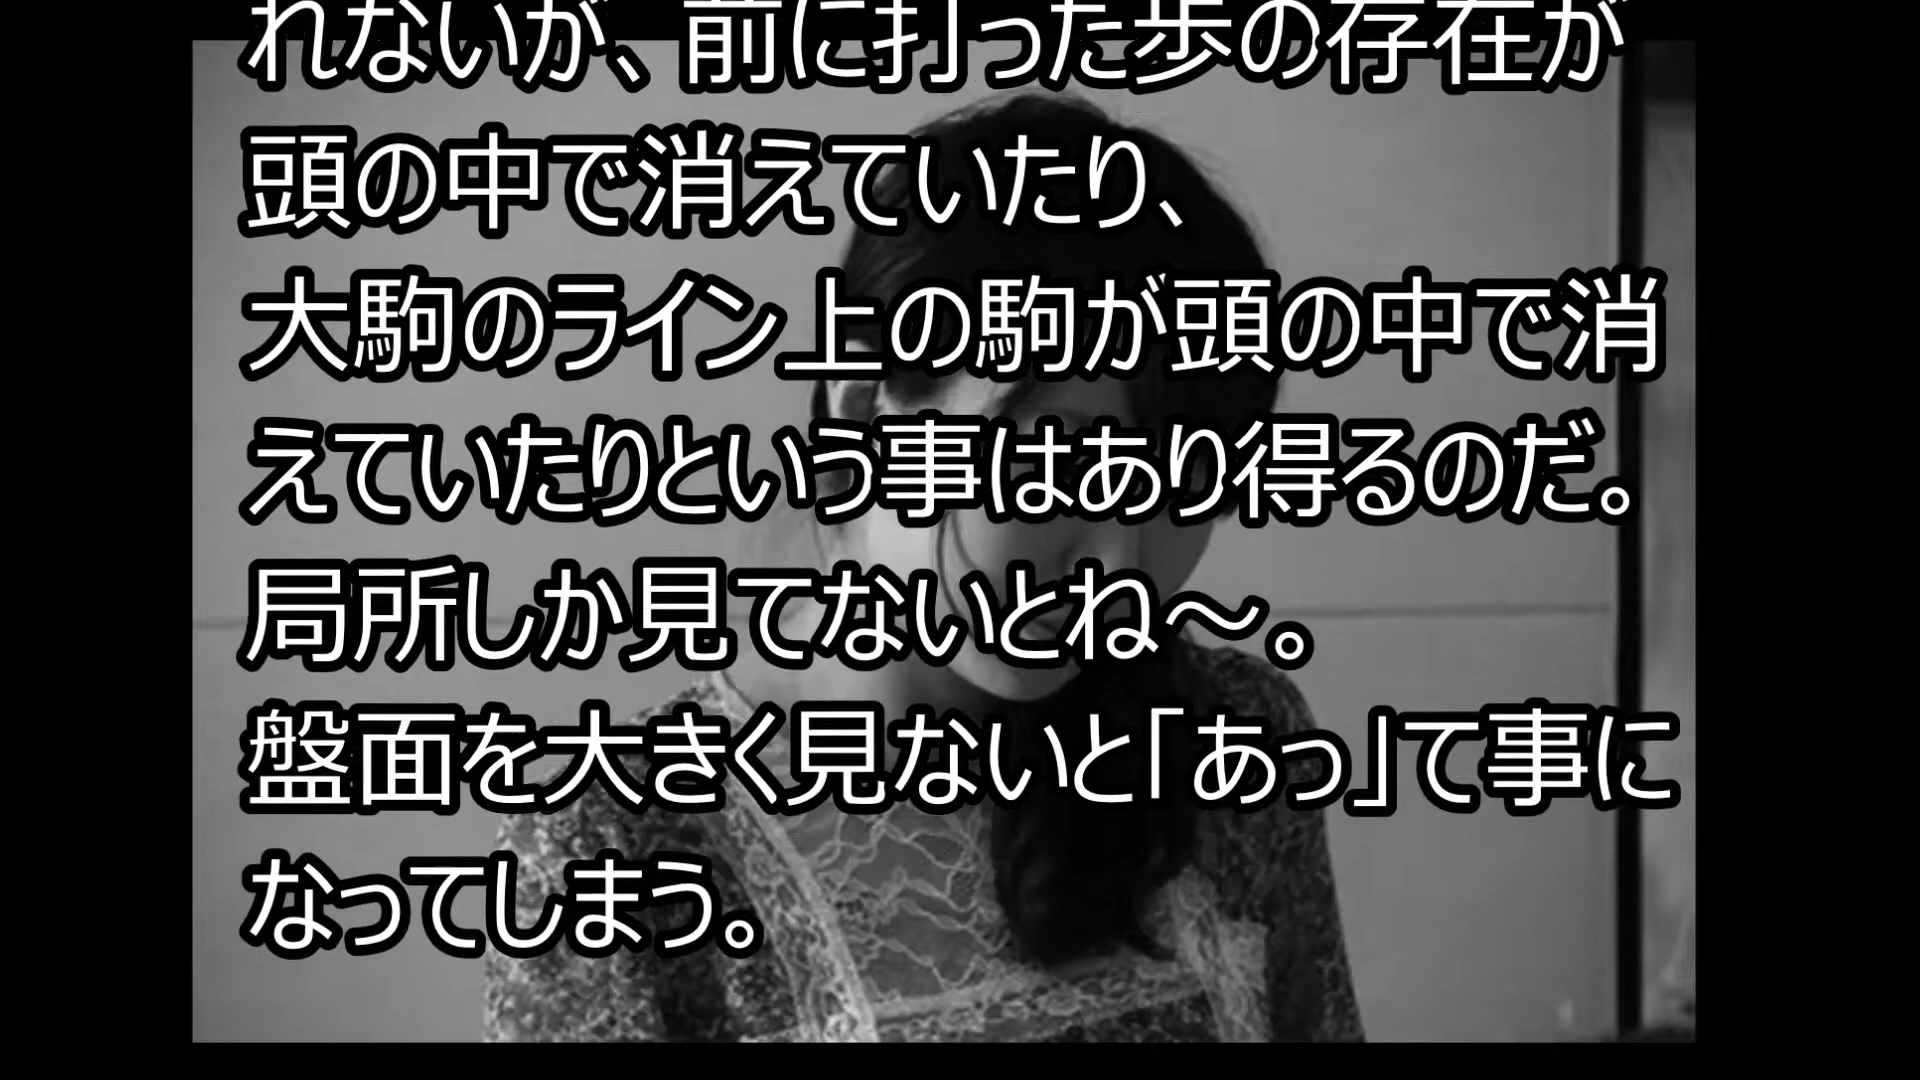 れないが、前に打った歩の存在が
頭の中で消えていたり、
大駒のライン上の駒が頭の中で消
えていたりという事はあり得るのだ。
局所しか見てないとね～。
盤面を大きく見ないと「あっ」て事に
なってしまう。